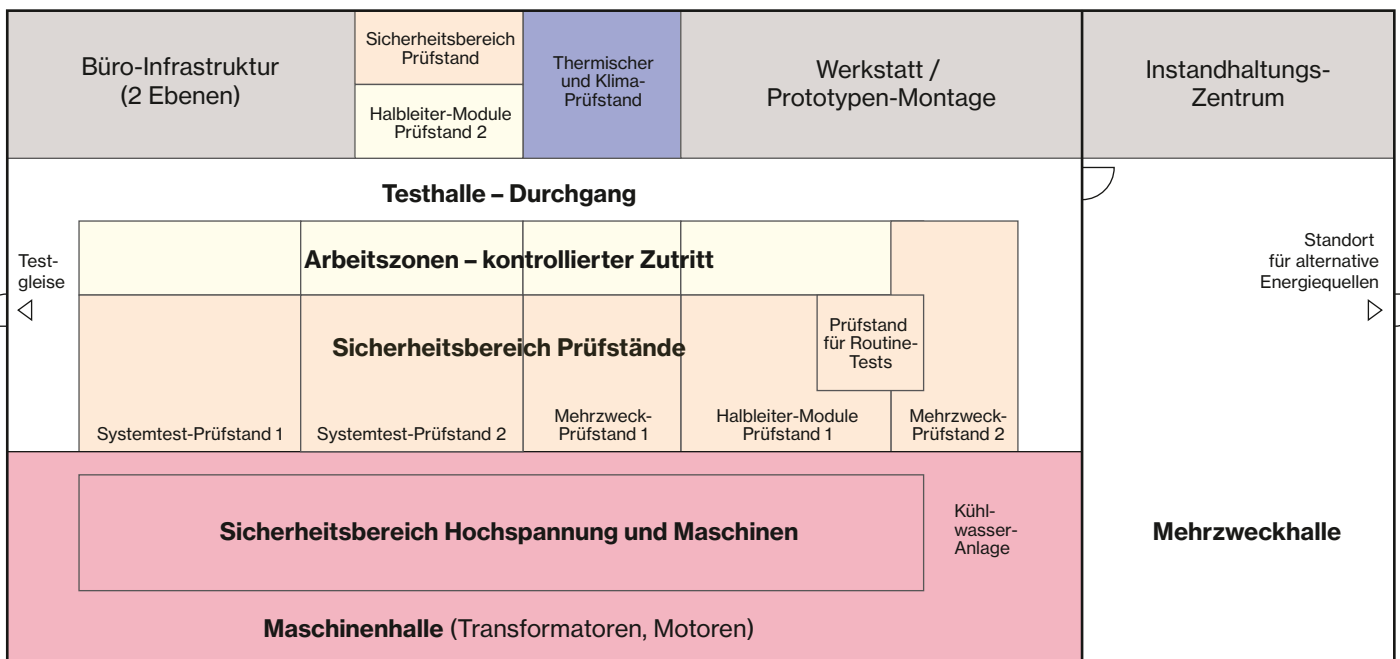 Büro-Infrastruktur
(2 Ebenen)
Sicherheitsbereich
Prüfstand
Halbleiter-Module
Prüfstand 2
Thermischer
und Klima-
Prüfstand
Werkstatt /
Prototypen-Montage
Instandhaltungs-
Zentrum
Testhalle – Durchgang
Test-
gleise
Arbeitszonen – kontrollierter Zutritt
Standort
für alternative
Energiequellen
Sicherheitsbereich Prüfstände
Prüfstand
für Routine-
Tests
Systemtest-Prüfstand 1
Systemtest-Prüfstand 2
Mehrzweck-
Prüfstand 1
Halbleiter-Module
Prüfstand 1
Mehrzweck-
Prüfstand 2
Sicherheitsbereich Hochspannung und Maschinen
Kühl-
wasser-
Anlage
Mehrzweckhalle
Maschinenhalle (Transformatoren, Motoren)